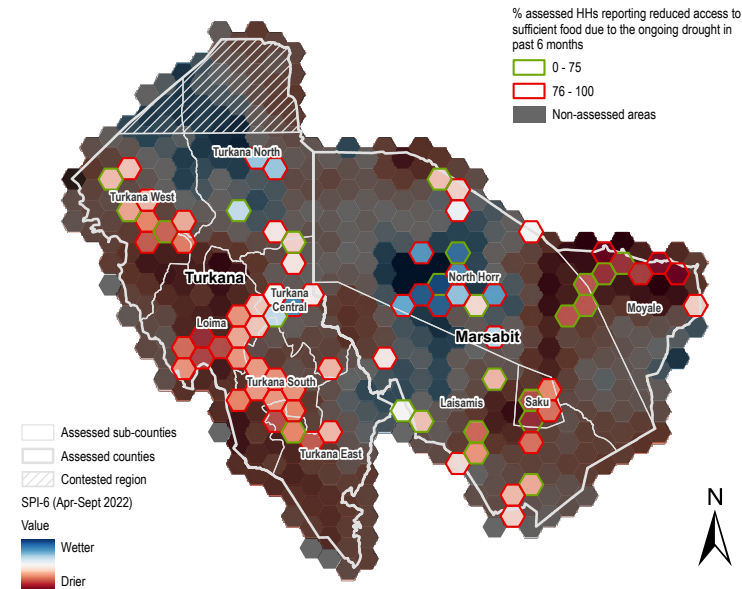 % assessed HHs reporting reduced access to
sufficient food due to the ongoing drought in
past 6 months
0 - 75
76 - 100
Non-assessed areas
Turkana North
Turkana West
Turkana
Turkana
Central
Loima
North Horr
Moyale
Marsabit
Turkana South
Laisamis
Saku
Turkana East
Assessed sub-counties
Assessed counties
Contested region
SPI-6 (Apr-Sept 2022)
Value
Wetter
Drier
N